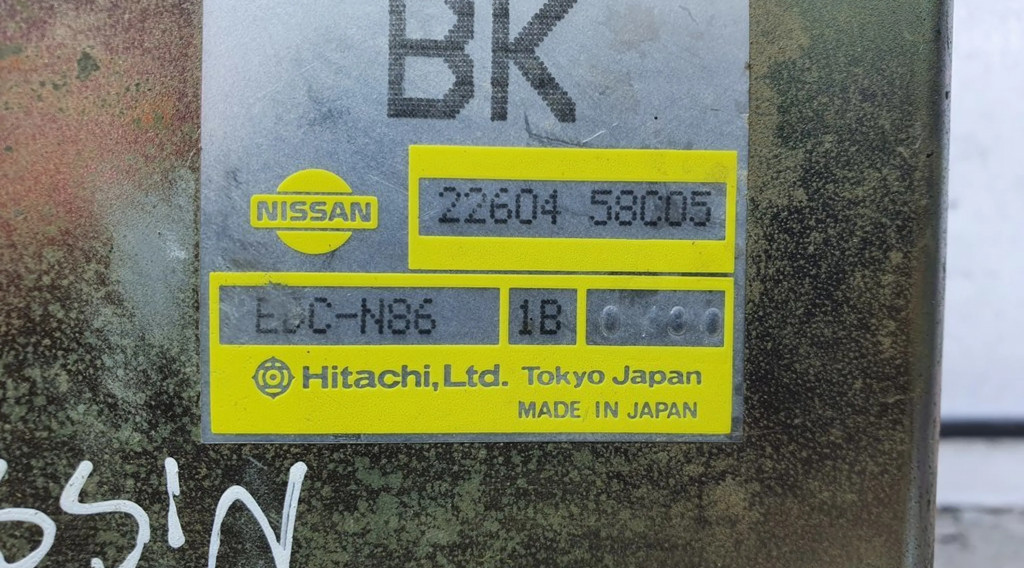 BK
NISSAN
22604 58C05
EDC-N86 1B
Hitachi, Ltd. Tokyo Japan
MADE IN JAPAN